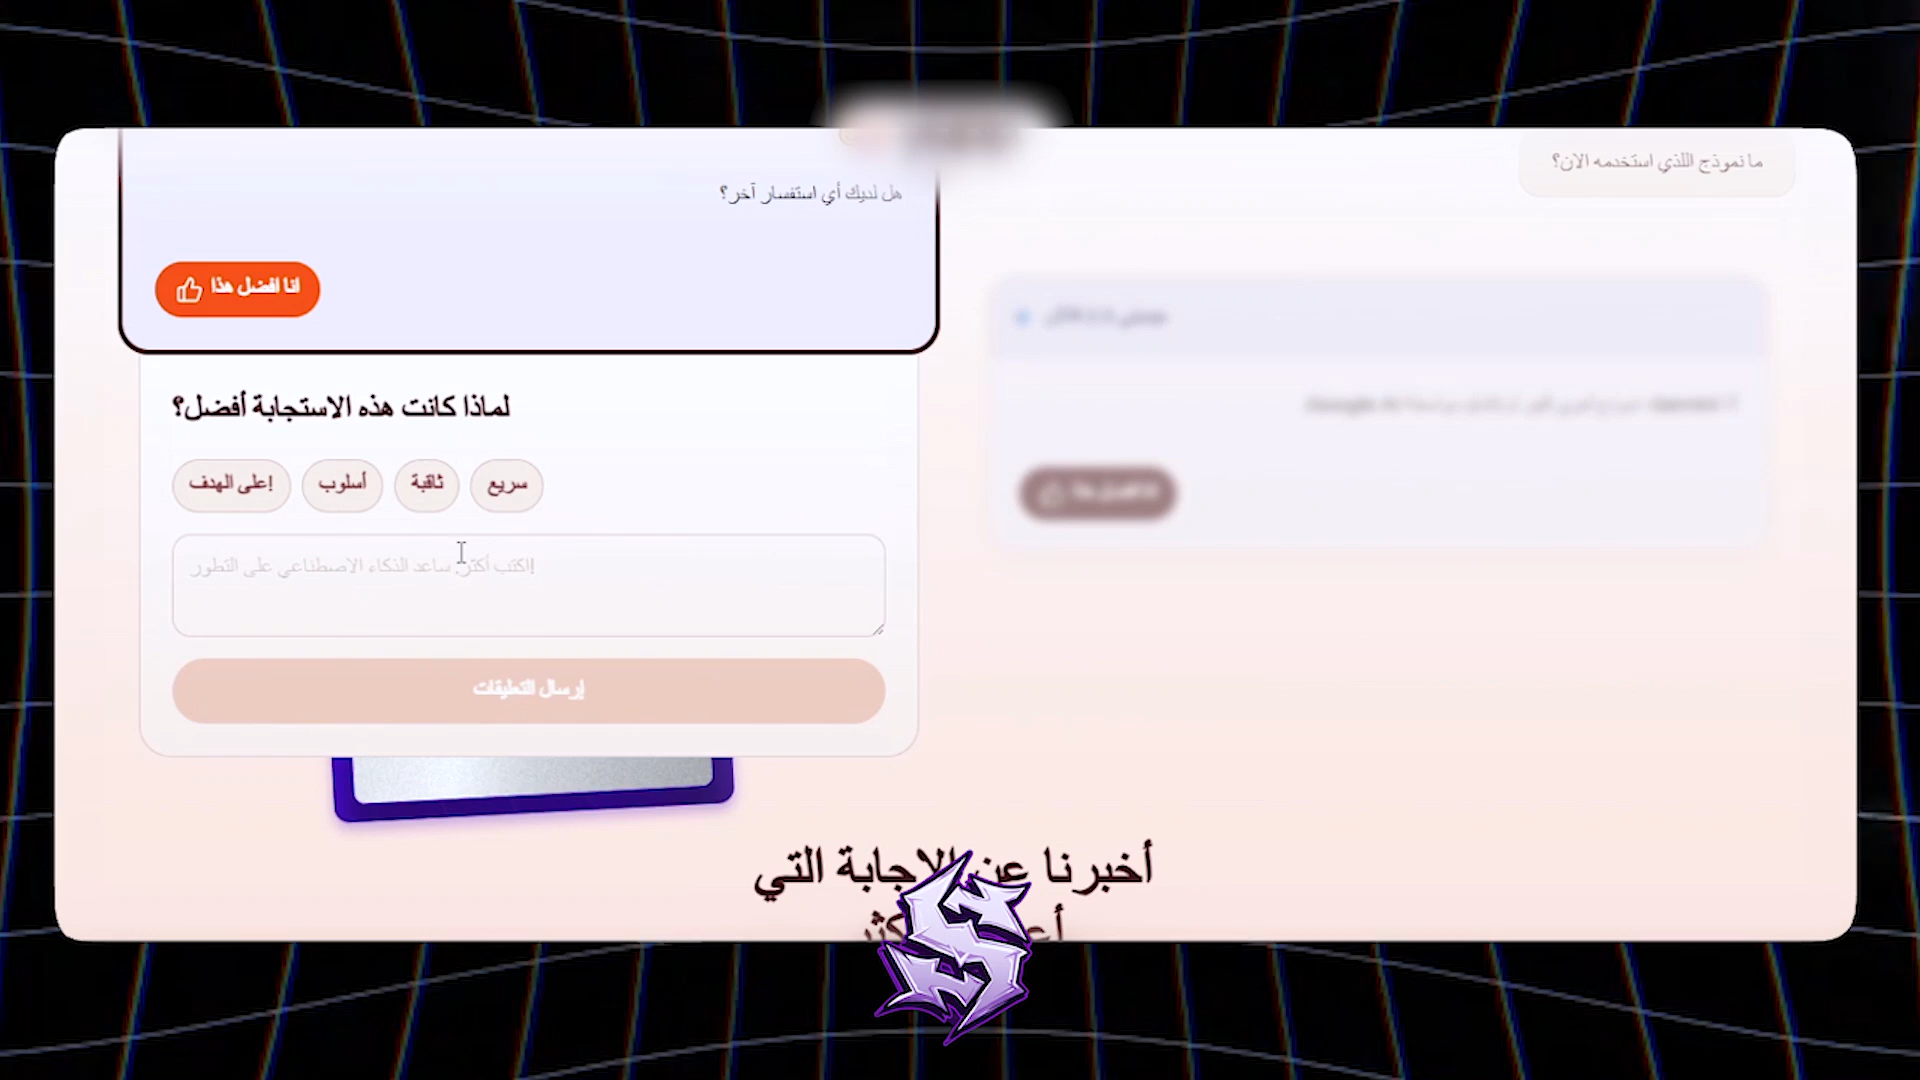 ما نموذج اللذي استخدمه الان؟
هل لديك أي استفسار آخر؟
انا افضل هذا
لماذا كانت هذه الاستجابة أفضل؟
إعلى الهدف!
أسلوب
ثاقبة
سريع
اكتب أكثر. ساعد الذكاء الاصطناعي على التطور!
إرسال التعليقات
أخبرنا عن الإجابة التي